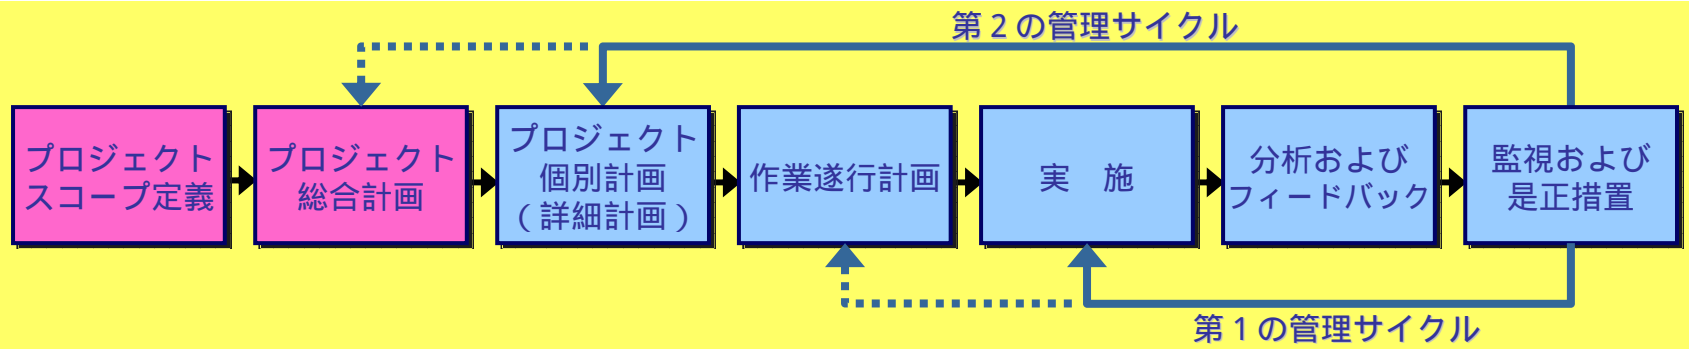 第２の管理サイクル
プロジェクト
スコープ定義
プロジェクト
総合計画
プロジェクト
個別計画
（詳細計画）
作業遂行計画
実　施
分析および
フィードバック
監視および
是正措置
第１の管理サイクル